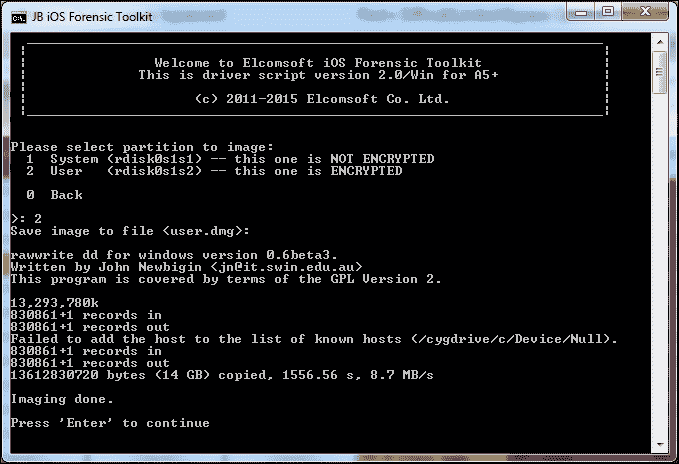 JB iOS Forensic Toolkit
Welcome to Elcomsoft iOS Forensic Toolkit
This is driver script version 2.0/Win for A5+
(c) 2011-2015 Elcomsoft Co. Ltd.
Please select partition to image:
1 System (rdisk0s1s1) -- this one is NOT ENCRYPTED
2 User (rdisk0s1s2) -- this one is ENCRYPTED
0 Back
>: 2
Save image to file <user.dmg>:
rawwrite dd for windows version 0.6beta3.
Written by John Newbigin <jn@it.swin.edu.au>
This program is covered by terms of the GPL Version 2.
13,293,780k
830861+1 records in
830861+1 records out
Failed to add the host to the list of known hosts (/cygdrive/c/Device/Null).
830861+1 records in
830861+1 records out
13612830720 bytes (14 GB) copied, 1556.56 s, 8.7 MB/s
Imaging done.
Press 'Enter' to continue